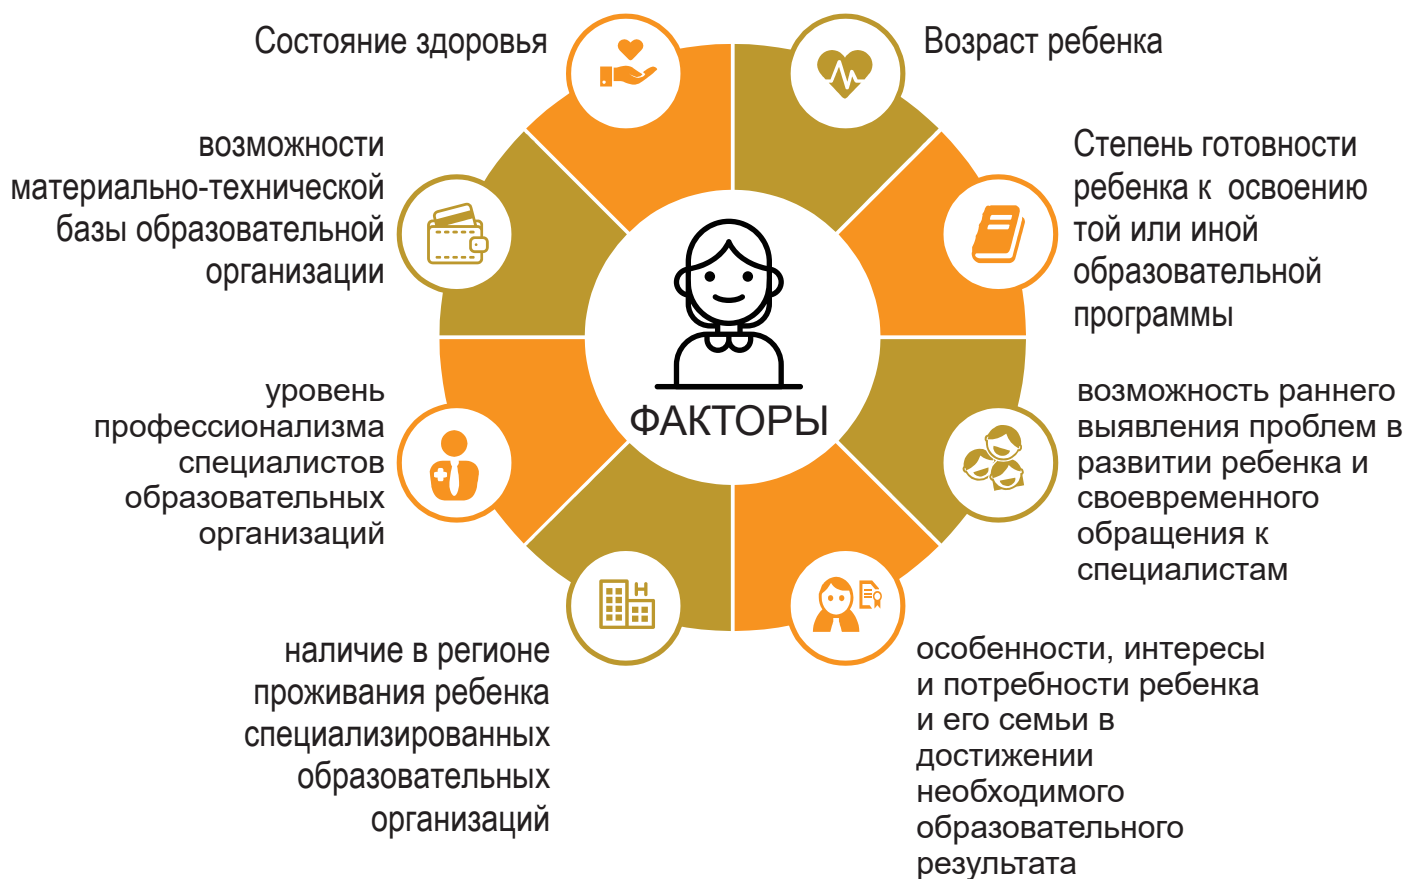 Состояние здоровья
Возраст ребенка
Степень готовности
ребенка к  освоению
той или иной
образовательной
программы
возможность раннего
выявления проблем в
развитии ребенка и
своевременного
обращения к
специалистам
особенности, интересы
и потребности ребенка
и его семьи в
достижении
необходимого
образовательного
результата
наличие в регионе
проживания ребенка
специализированных
образовательных
организаций
уровень
профессионализма
специалистов
образовательных
организаций
возможности
материально-технической
базы образовательной
организации
ФАКТОРЫ
H